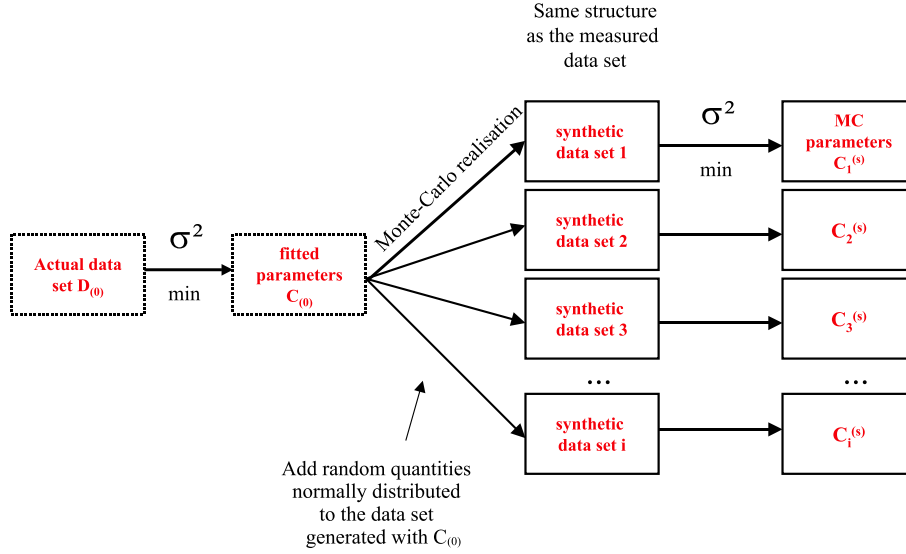 Same structure
as the measured
data set
Actual data
set D₍₀₎
σ²
min
fitted
parameters
C₍₀₎
Monte-Carlo realisation
synthetic
data set 1
σ²
min
MC
parameters
C₁⁽ˢ⁾
synthetic
data set 2
C₂⁽ˢ⁾
synthetic
data set 3
C₃⁽ˢ⁾
...
...
synthetic
data set i
Cᵢ⁽ˢ⁾
Add random quantities
normally distributed
to the data set
generated with C₍₀₎